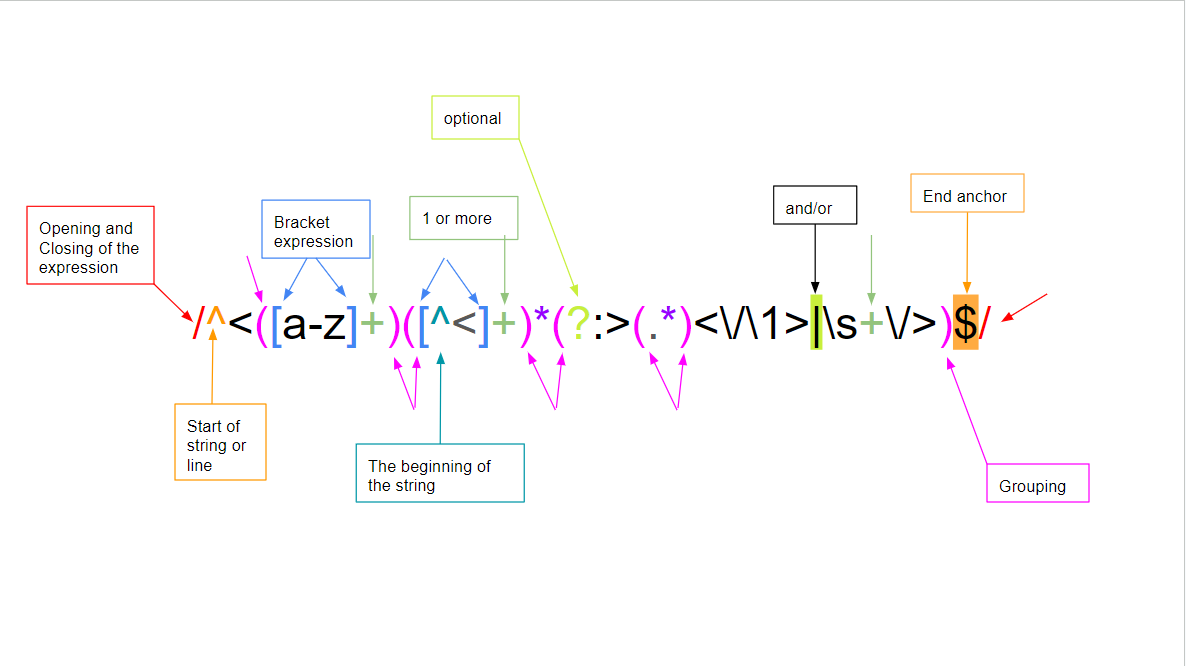 optional
and/or
End anchor
Opening and
Closing of the
expression
Bracket
expression
1 or more
/^<([a-z]+)([^<]+)*(?:>(.*)<\/\1>|\s+\/>)$/
Start of
string or
line
The beginning of
the string
Grouping